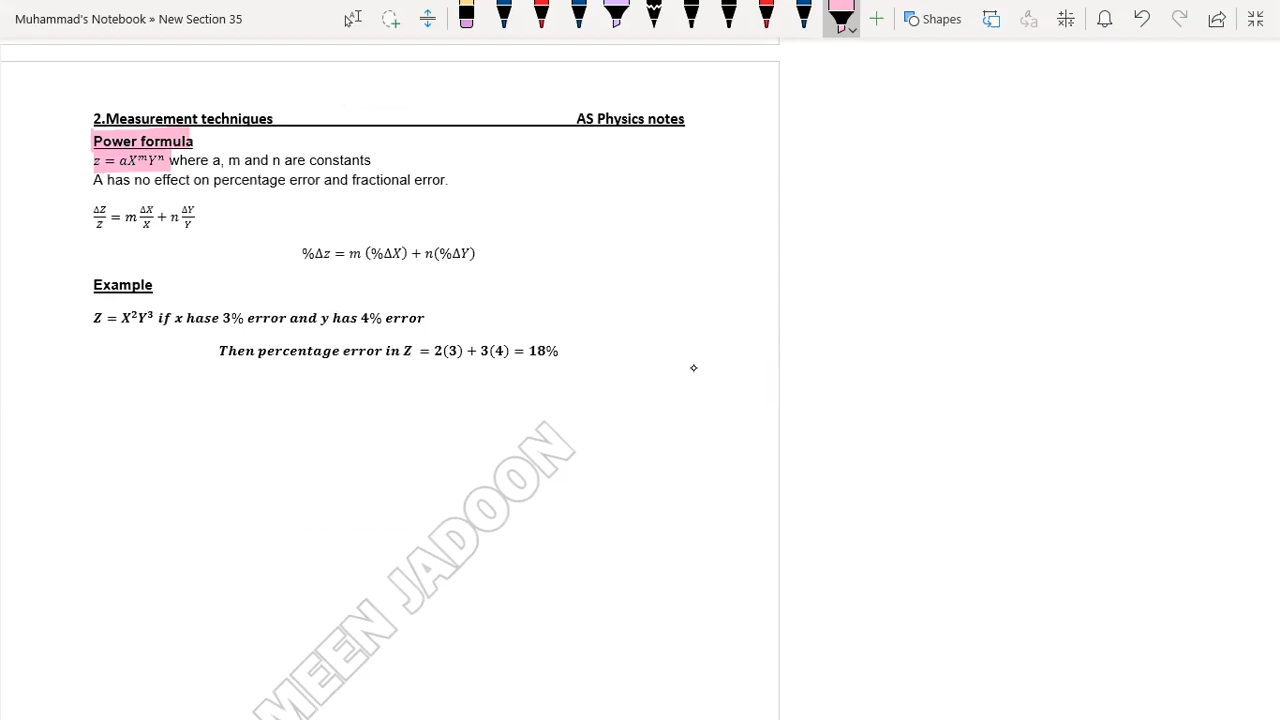 Muhammad's Notebook » New Section 35
Shapes
2.Measurement techniques AS Physics notes
Power formula
z = aXᵐYⁿ where a, m and n are constants
A has no effect on percentage error and fractional error.
ΔZ/Z = m ΔX/X + n ΔY/Y
%Δz = m (%ΔX) + n(%ΔY)
Example
Z = X²Y³ if x hase 3% error and y has 4% error
Then percentage error in Z = 2(3) + 3(4) = 18%
MEEN JADOON